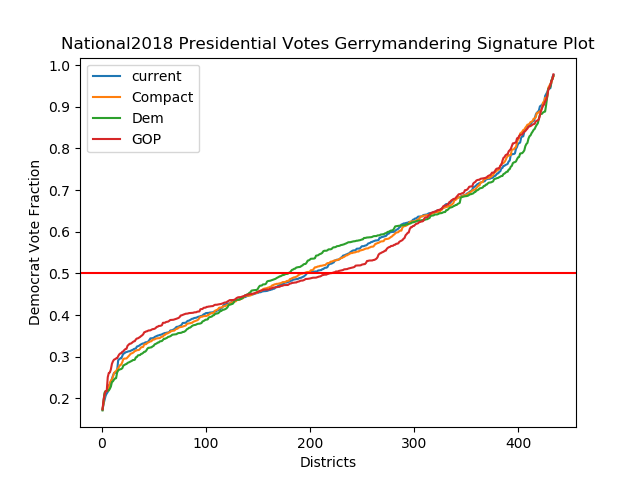 National2018 Presidential Votes Gerrymandering Signature Plot
current
Compact
Dem
GOP
1.0
0.9
0.8
0.7
0.6
0.5
0.4
0.3
0.2
Democrat Vote Fraction
0 100 200 300 400
Districts